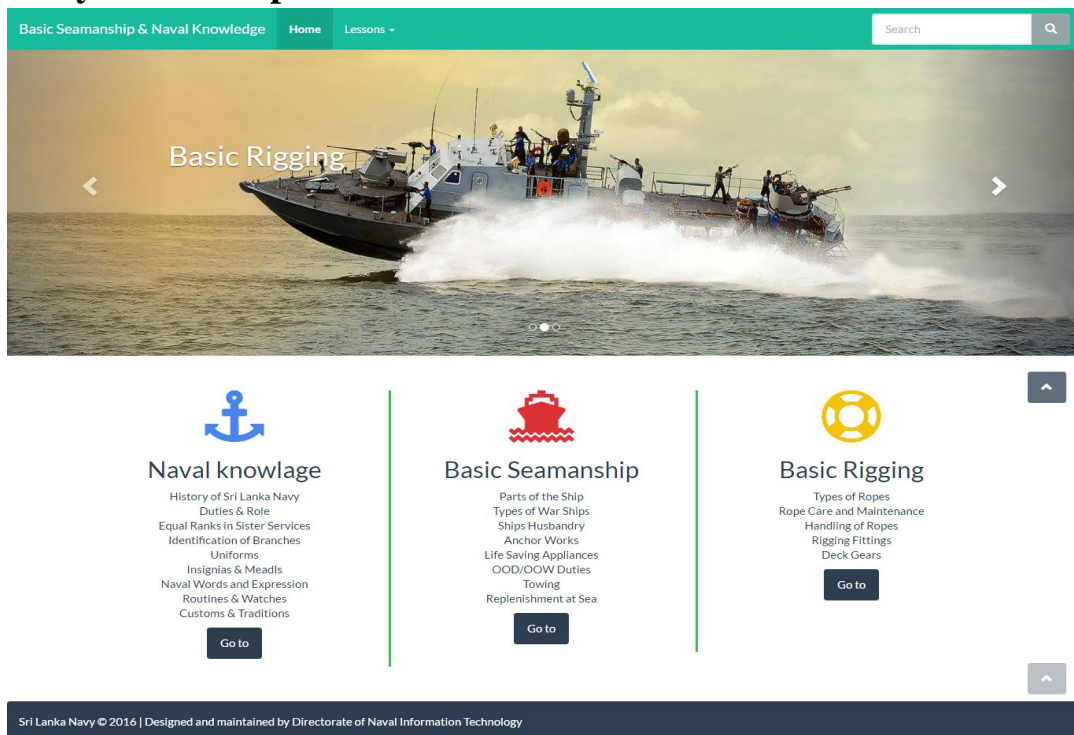 Basic Seamanship & Naval Knowledge Home Lessons Search
Basic Rigging
Naval knowlage
History of Sri Lanka Navy
Duties & Role
Equal Ranks in Sister Services
Identification of Branches
Uniforms
Insignias & Meadls
Naval Words and Expression
Routines & Watches
Customs & Traditions
Go to
Basic Seamanship
Parts of the Ship
Types of War Ships
Ships Husbandry
Anchor Works
Life Saving Appliances
OOD/OOW Duties
Towing
Replenishment at Sea
Go to
Basic Rigging
Types of Ropes
Rope Care and Maintenance
Handling of Ropes
Rigging Fittings
Deck Gears
Go to
Sri Lanka Navy © 2016 | Designed and maintained by Directorate of Naval Information Technology